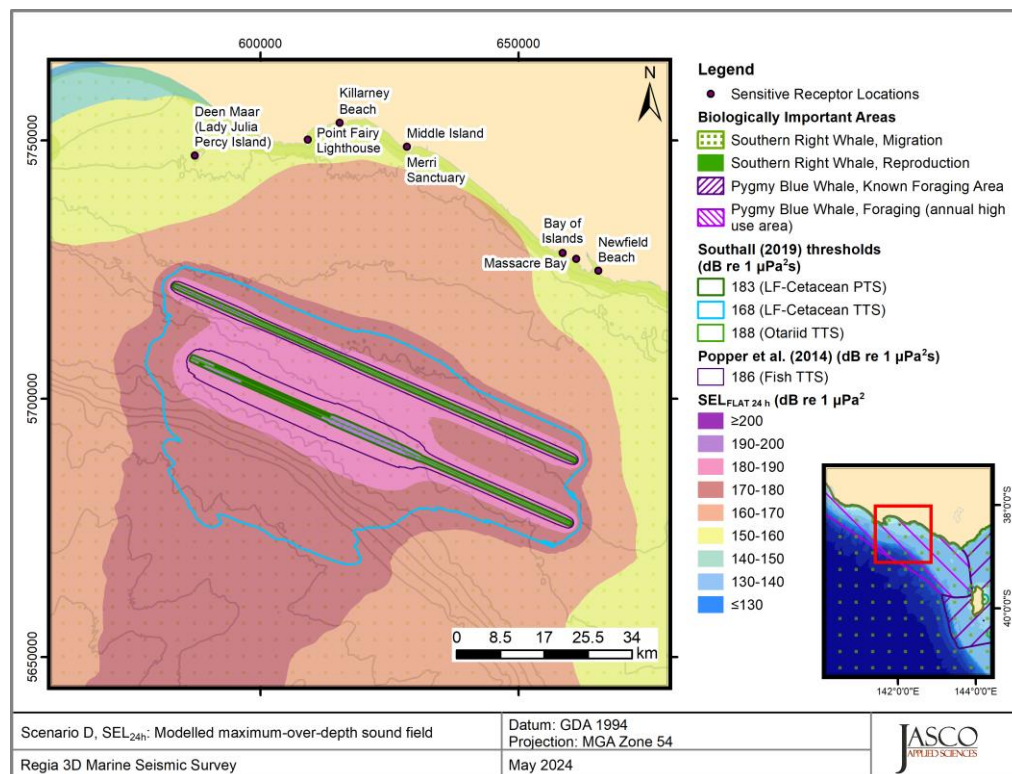 600000
650000
N
5750000
5700000
5650000
Deen Maar
(Lady Julia
Percy Island)
Killarney
Beach
Point Fairy
Lighthouse
Middle Island
Merri
Sanctuary
Bay of
Islands
Massacre Bay
Newfield
Beach
0 8.5 17 25.5 34
km
Legend
Sensitive Receptor Locations
Biologically Important Areas
Southern Right Whale, Migration
Southern Right Whale, Reproduction
Pygmy Blue Whale, Known Foraging Area
Pygmy Blue Whale, Foraging (annual high
use area)
Southall (2019) thresholds
(dB re 1 µPa²s)
183 (LF-Cetacean PTS)
168 (LF-Cetacean TTS)
188 (Otariid TTS)
Popper et al. (2014) (dB re 1 µPa²s)
186 (Fish TTS)
SELFLAT 24 h (dB re 1 µPa²
≥200
190-200
180-190
170-180
160-170
150-160
140-150
130-140
≤130
38°0'0"S
40°0'0"S
142°0'0"E 144°0'0"E
Scenario D, SEL24h: Modelled maximum-over-depth sound field
Regia 3D Marine Seismic Survey
Datum: GDA 1994
Projection: MGA Zone 54
May 2024
JASCO
APPLIED SCIENCES